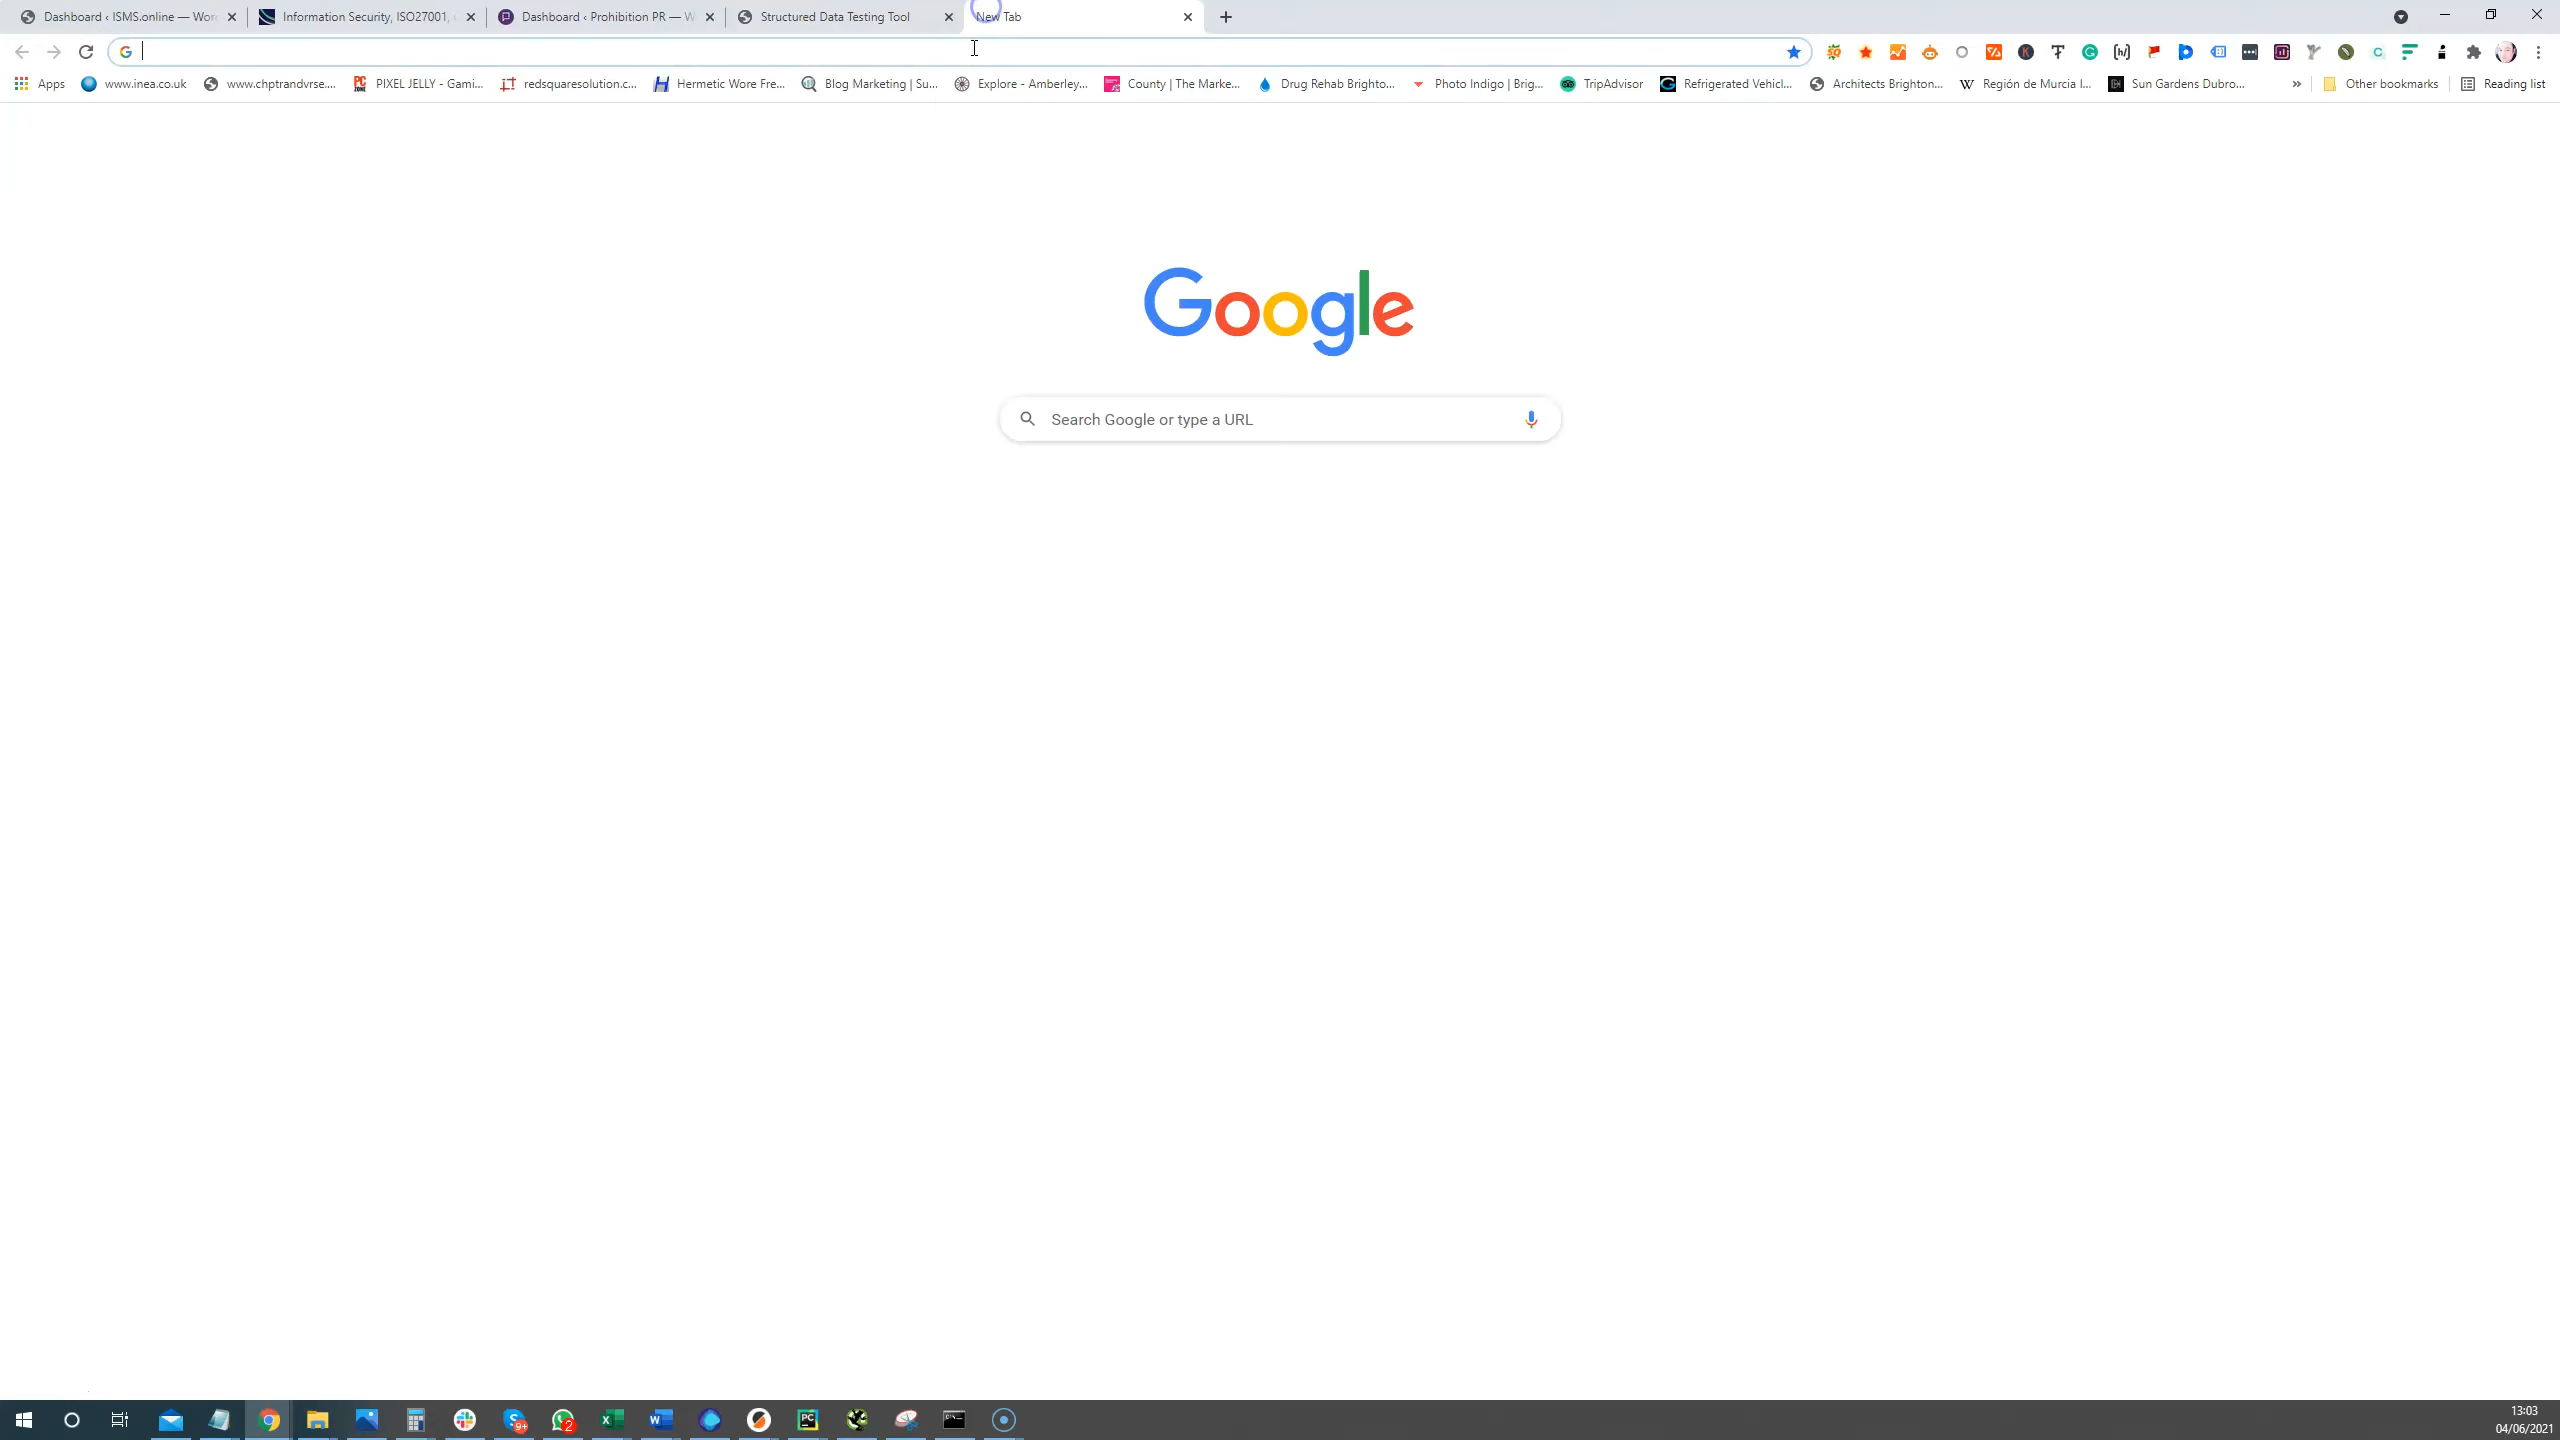 Dashboard ‹ ISMS.online — Wor
Information Security, ISO27001,
Dashboard ‹ Prohibition PR — W
Structured Data Testing Tool
New Tab
Apps
www.inea.co.uk
www.chptrandvrse....
PIXEL JELLY - Gami...
redsquaresolution.c...
Hermetic Wore Fre...
Blog Marketing | Su...
Explore - Amberley...
County | The Marke...
Drug Rehab Brighto...
Photo Indigo | Brig...
TripAdvisor
Refrigerated Vehicl...
Architects Brighton...
Región de Murcia I...
Sun Gardens Dubro...
»
Other bookmarks
Reading list
Google
Search Google or type a URL
13:03
04/06/2021